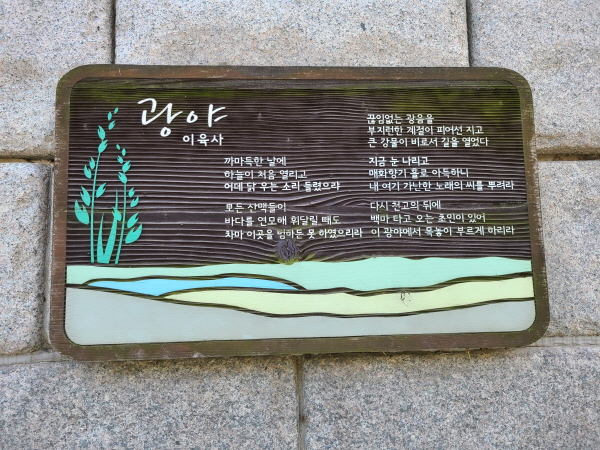 광야
이육사
까마득한 날에
하늘이 처음 열리고
어데 닭 우는 소리 들렸으랴
모든 산맥들이
바다를 연모해 휘달릴 때도
차마 이곳을 범하든 못 하였으리라
끊임없는 광음을
부지런한 계절이 피어선 지고
큰 강물이 비로서 길을 열었다
지금 눈 나리고
매화향기 홀로 아득하니
내 여기 가난한 노래의 씨를 뿌려라
다시 천고의 뒤에
백마 타고 오는 초인이 있어
이 광야에서 목놓아 부르게 하리라